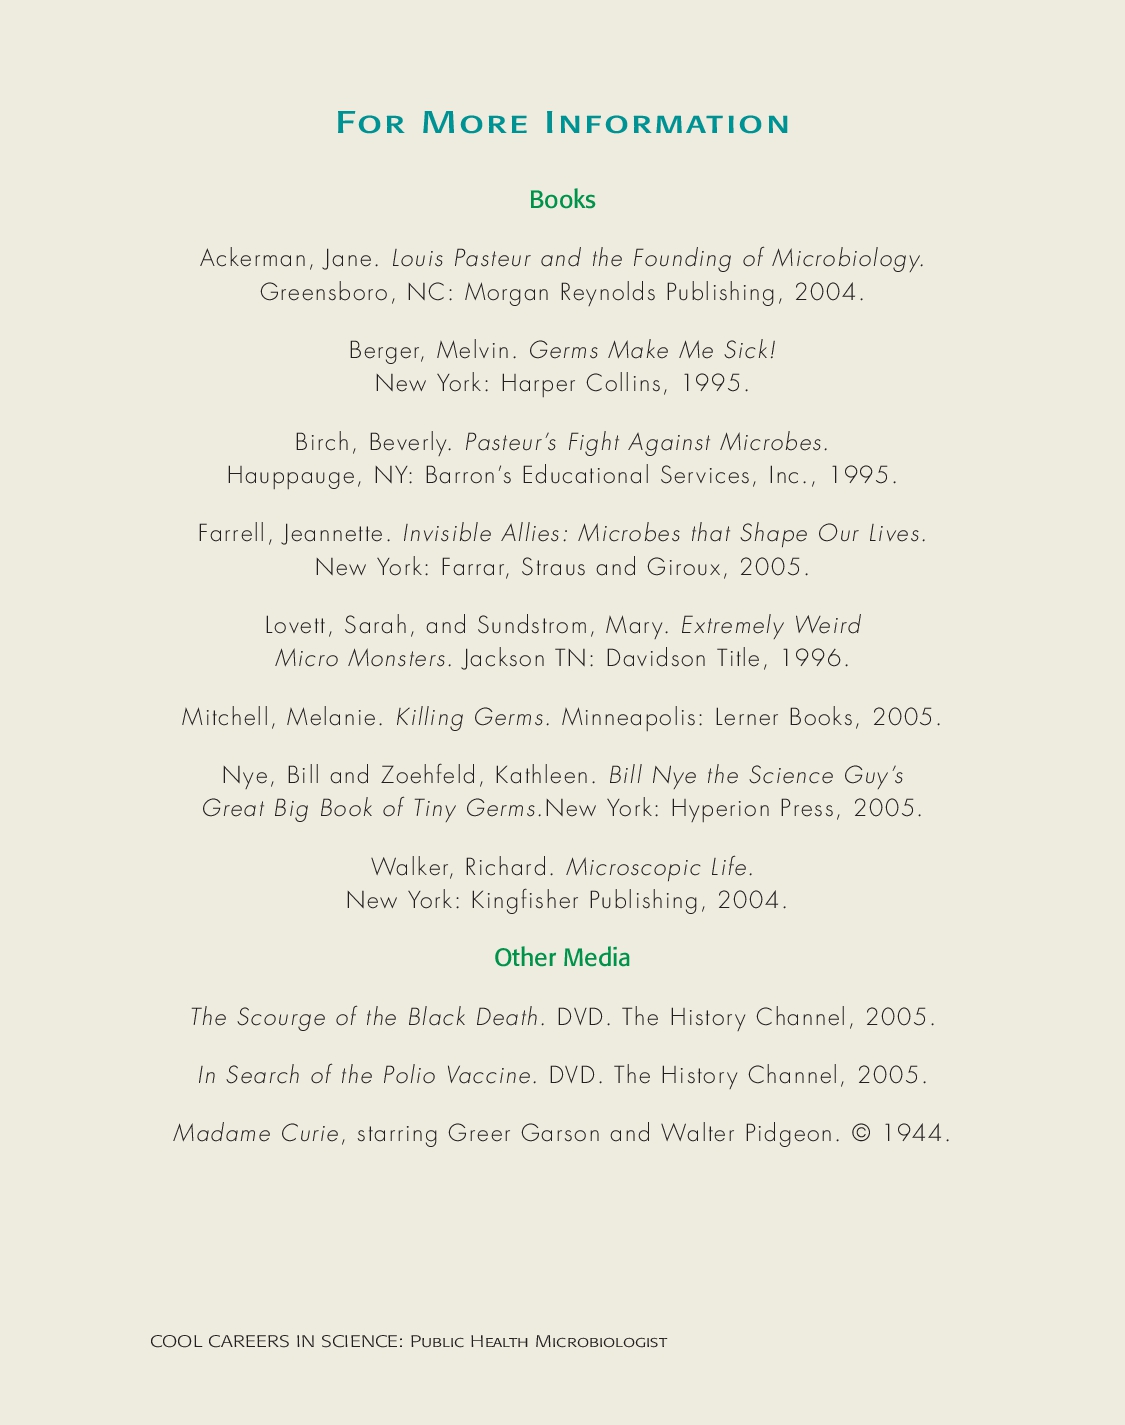 For More Information
Books
Ackerman, Jane. Louis Pasteur and the Founding of Microbiology.
Greensboro, NC: Morgan Reynolds Publishing, 2004.
Berger, Melvin. Germs Make Me Sick!
New York: Harper Collins, 1995.
Birch, Beverly. Pasteur’s Fight Against Microbes.
Hauppauge, NY: Barron’s Educational Services, Inc., 1995.
Farrell, Jeannette. Invisible Allies: Microbes that Shape Our Lives.
New York: Farrar, Straus and Giroux, 2005.
Lovett, Sarah, and Sundstrom, Mary. Extremely Weird
Micro Monsters. Jackson TN: Davidson Title, 1996.
Mitchell, Melanie. Killing Germs. Minneapolis: Lerner Books, 2005.
Nye, Bill and Zoehfeld, Kathleen. Bill Nye the Science Guy’s
Great Big Book of Tiny Germs.New York: Hyperion Press, 2005.
Walker, Richard. Microscopic Life.
New York: Kingfisher Publishing, 2004.
Other Media
The Scourge of the Black Death. DVD. The History Channel, 2005.
In Search of the Polio Vaccine. DVD. The History Channel, 2005.
Madame Curie, starring Greer Garson and Walter Pidgeon. © 1944.
COOL CAREERS IN SCIENCE: Public Health Microbiologist